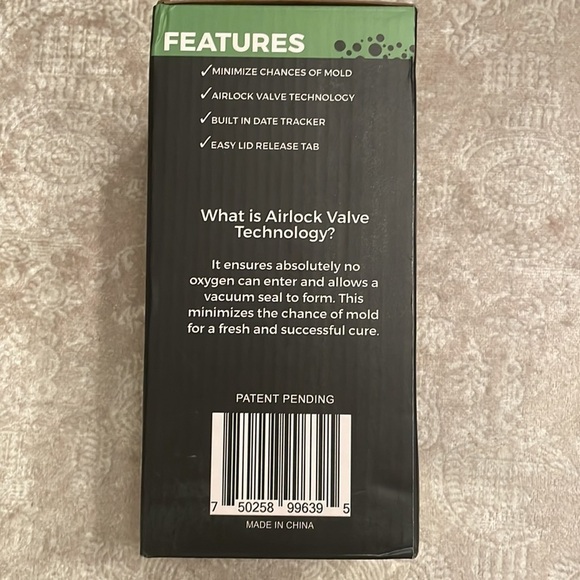 FEATURES
✓MINIMIZE CHANCES OF MOLD
✓AIRLOCK VALVE TECHNOLOGY
✓BUILT IN DATE TRACKER
✓EASY LID RELEASE TAB
What is Airlock Valve
Technology?
It ensures absolutely no
oxygen can enter and allows a
vacuum seal to form. This
minimizes the chance of mold
for a fresh and successful cure.
PATENT PENDING
7 50258 99639 5
MADE IN CHINA